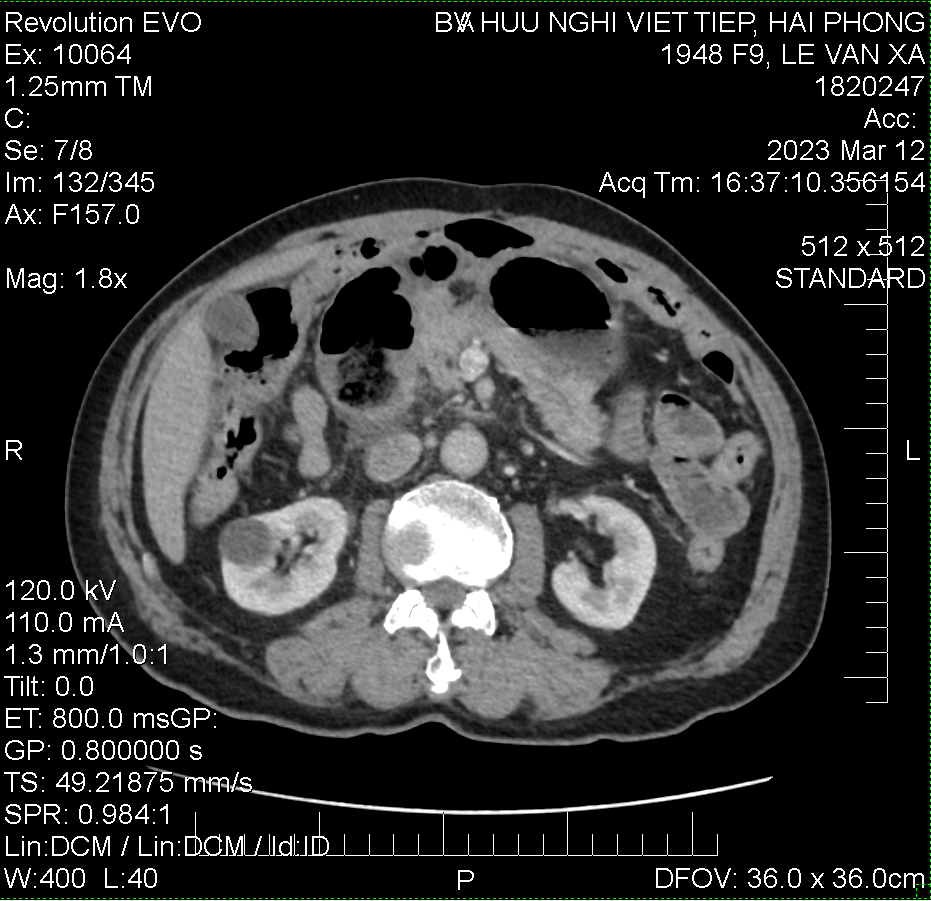 Revolution EVO
Ex: 10064
1.25mm TM
C:
Se: 7/8
Im: 132/345
Ax: F157.0
Mag: 1.8x
HUU NGHI VIET TIEP, HAI PHONG
1948 F9, LE VAN XA
1820247
Acc:
2023 Mar 12
Acq Tm: 16:37:10.356154
512 x 512
STANDARD
R
L
120.0 kV
110.0 mA
1.3 mm/1.0:1
Tilt: 0.0
ET: 800.0 msGP:
GP: 0.800000 s
TS: 49.21875 mm/s
SPR: 0.984:1
Lin:DCM / Lin:DCM / Id:ID
W:400 L:40
P
DFOV: 36.0 x 36.0cm